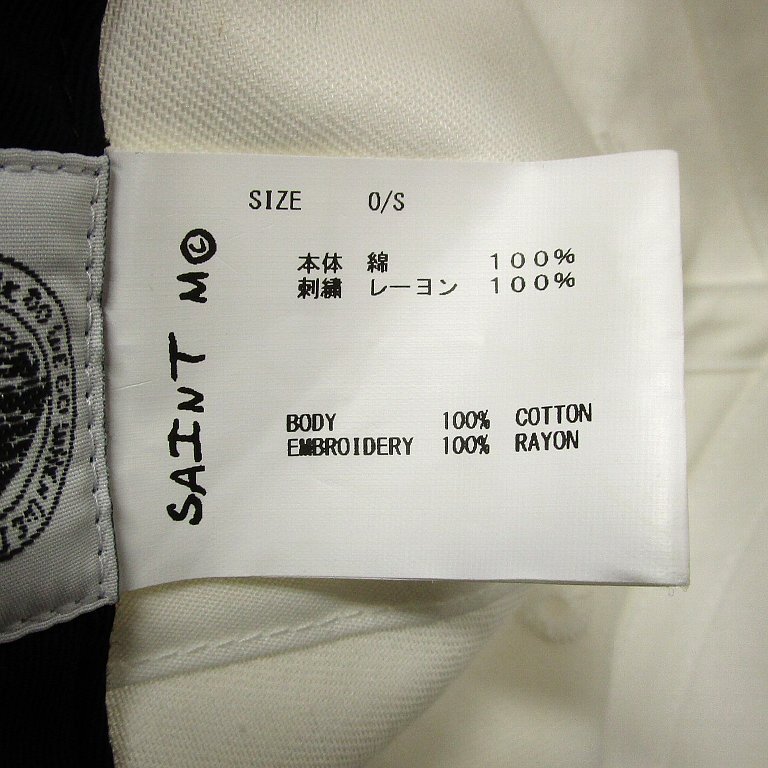 SIZE O/S
本体 綿 100%
刺繍 レーヨン 100%
BODY 100% COTTON
EMBROIDERY 100% RAYON
SAINT M©